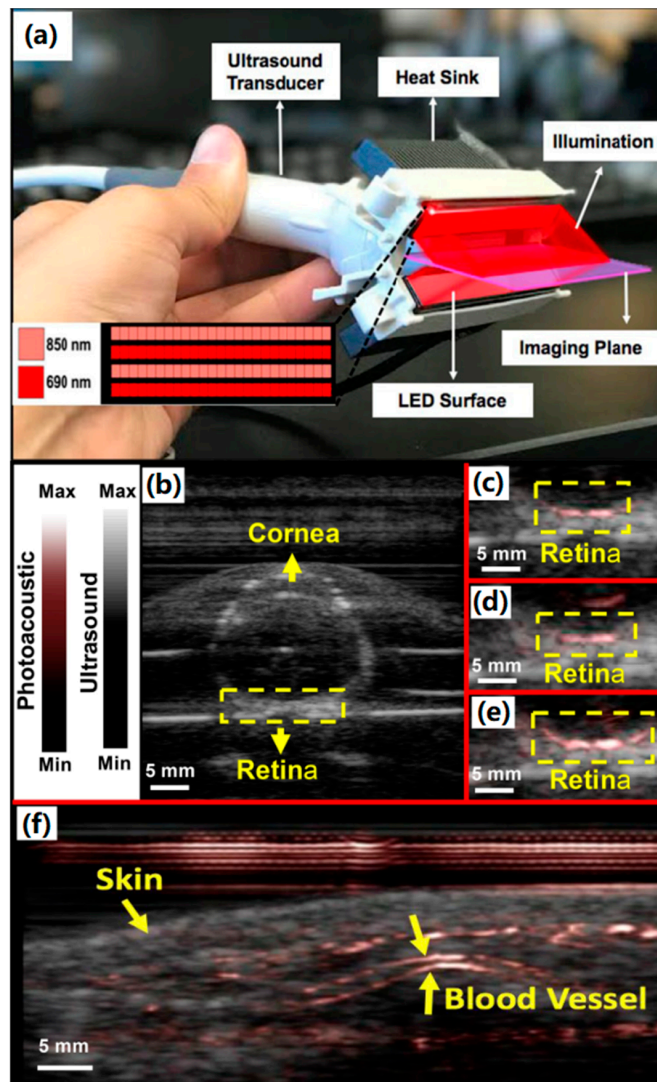 (a)
Ultrasound
Transducer
Heat Sink
Illumination
850 nm
690 nm
LED Surface
Imaging Plane
Max
Max
Photoacoustic
Ultrasound
Min
Min
(b)
Cornea
Retina
5 mm
(c)
5 mm
Retina
(d)
5 mm
Retina
(e)
5 mm
Retina
(f)
Skin
Blood Vessel
5 mm